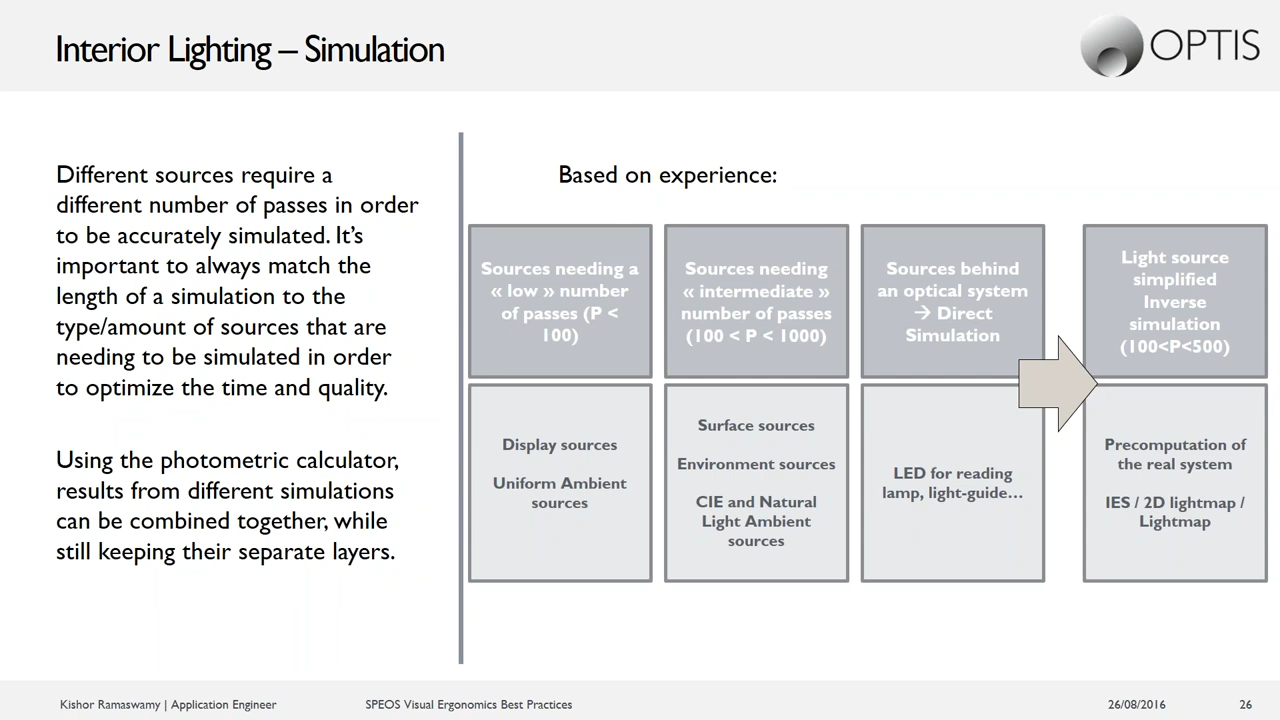 Interior Lighting – Simulation
OPTIS
Different sources require a
different number of passes in order
to be accurately simulated. It’s
important to always match the
length of a simulation to the
type/amount of sources that are
needing to be simulated in order
to optimize the time and quality.
Using the photometric calculator,
results from different simulations
can be combined together, while
still keeping their separate layers.
Based on experience:
Sources needing a
« low » number
of passes (P <
100)
Display sources
Uniform Ambient
sources
Sources needing
« intermediate »
number of passes
(100 < P < 1000)
Surface sources
Environment sources
CIE and Natural
Light Ambient
sources
Sources behind
an optical system
→ Direct
Simulation
LED for reading
lamp, light-guide…
Light source
simplified
Inverse
simulation
(100<P<500)
Precomputation of
the real system
IES / 2D lightmap /
Lightmap
Kishor Ramaswamy | Application Engineer
SPEOS Visual Ergonomics Best Practices
26/08/2016
26